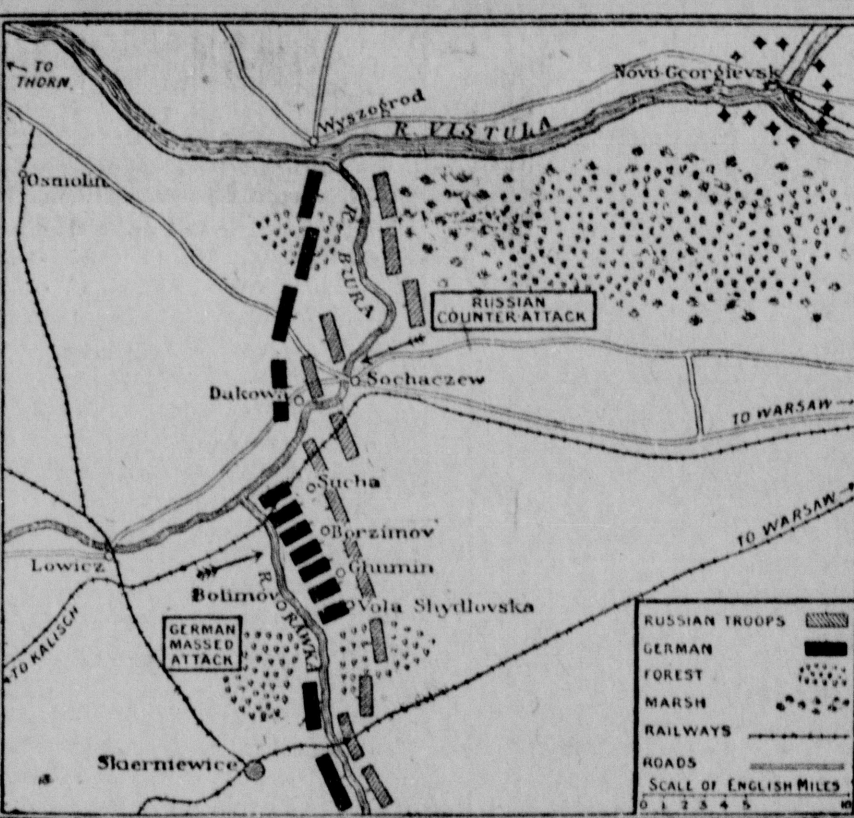 TO
THORN
Novo Georgievsk
Wyszogrod
R. VISTULA
Osmolin
R. BZURA
RUSSIAN
COUNTER·ATTACK
Dakowa
Sochaczew
TO WARSAW
Sucha
Borzimov
TO WARSAW
Lowicz
Ghumin
Bolimov
Vola Shydlovska
R. RAWKA
GERMAN
MASSED
ATTACK
TO KALISCH
Skierniewice
RUSSIAN TROOPS
GERMAN
FOREST
MARSH
RAILWAYS
ROADS
SCALE OF ENGLISH MILES
0 1 2 3 4 5 10